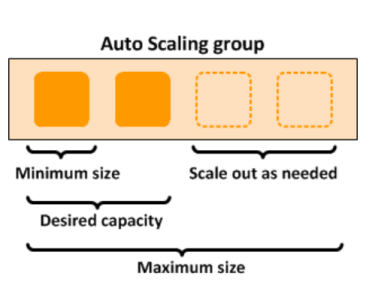 Auto Scaling group
Minimum size
Scale out as needed
Desired capacity
Maximum size